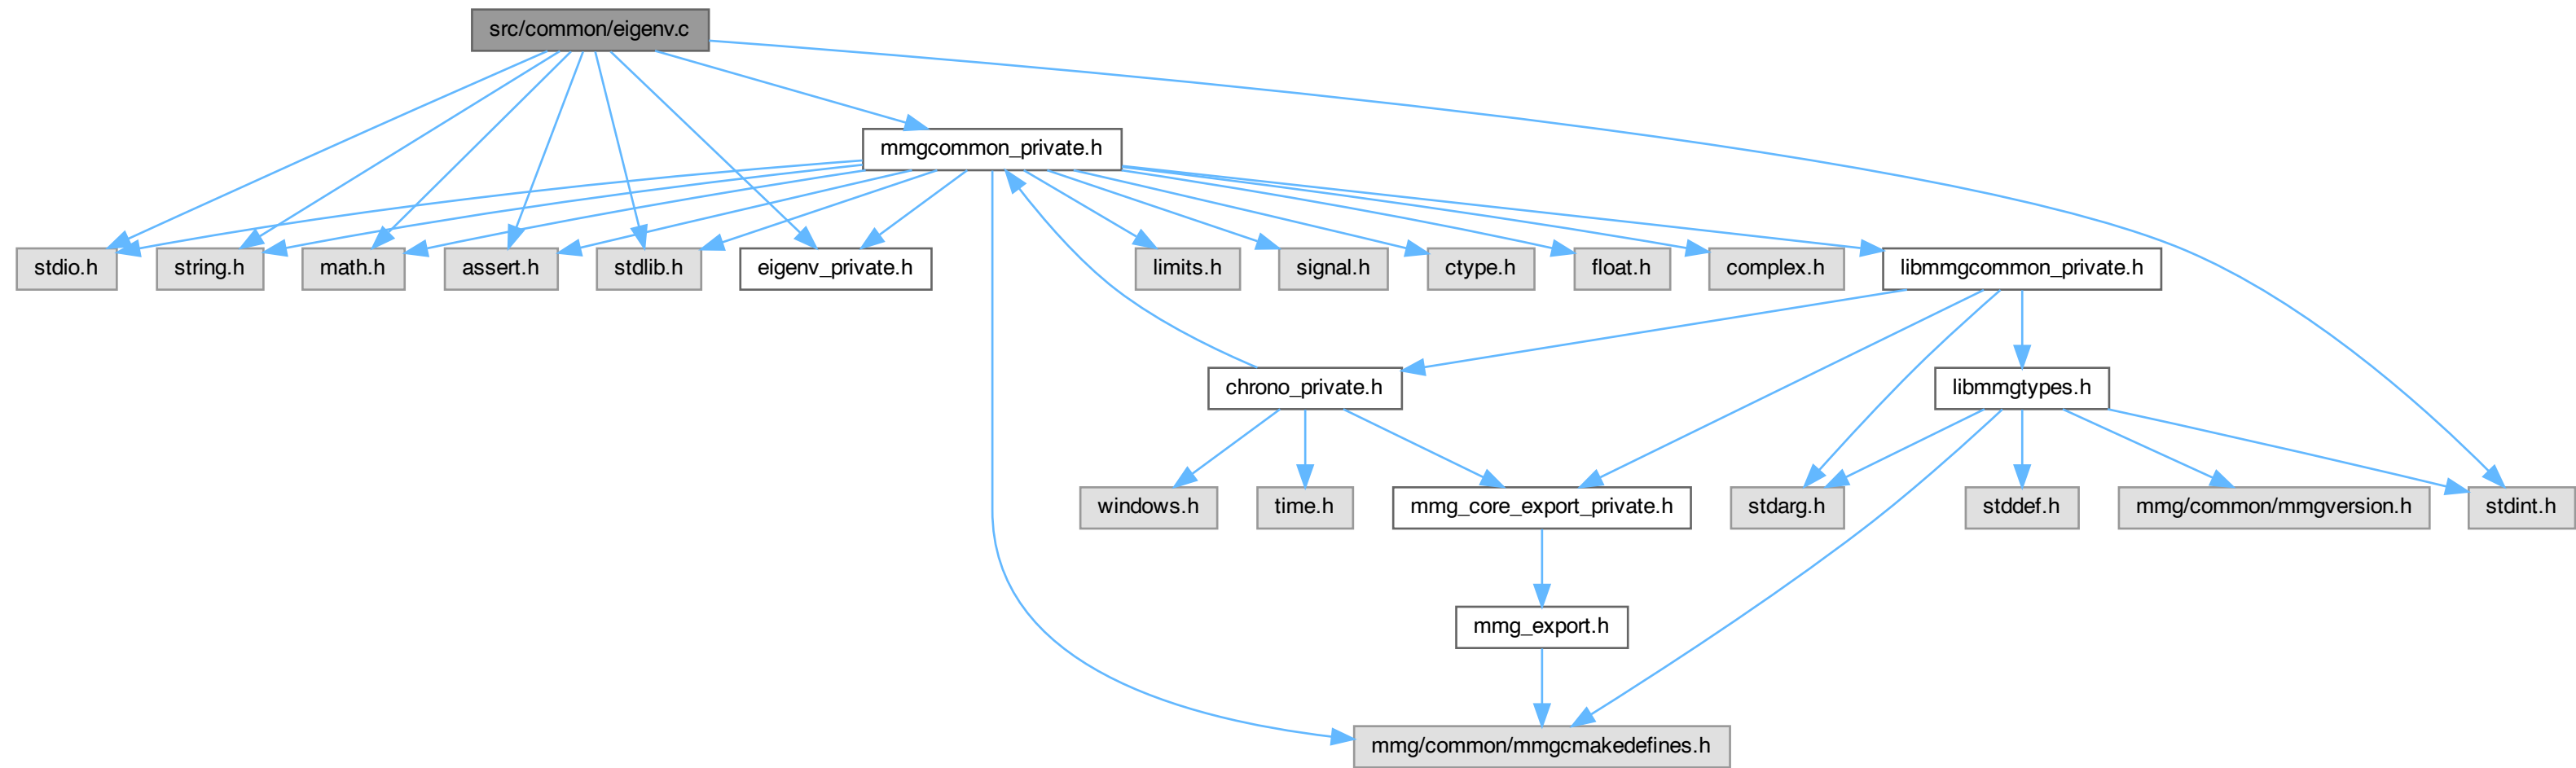 src/common/eigenv.c
mmgcommon_private.h
stdio.h
string.h
math.h
assert.h
stdlib.h
eigenv_private.h
limits.h
signal.h
ctype.h
float.h
complex.h
libmmgcommon_private.h
chrono_private.h
libmmgtypes.h
windows.h
time.h
mmg_core_export_private.h
stdarg.h
stddef.h
mmg/common/mmgversion.h
stdint.h
mmg_export.h
mmg/common/mmgcmakedefines.h